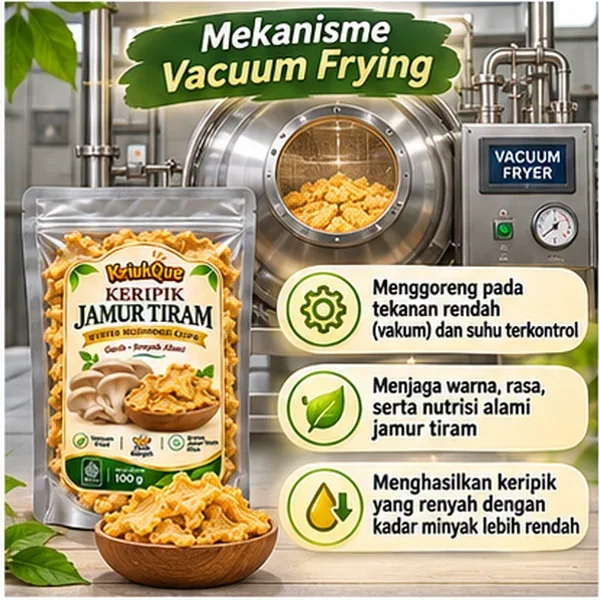 Mekanisme
Vacuum Frying
VACUUM
FRYER
KziukQue
KERIPIK
JAMUR TIRAM
100 g
Menggoreng pada
tekanan rendah
(vakum) dan suhu terkontrol
Menjaga warna, rasa,
serta nutrisi alami
jamur tiram
Menghasilkan keripik
yang renyah dengan
kadar minyak lebih rendah